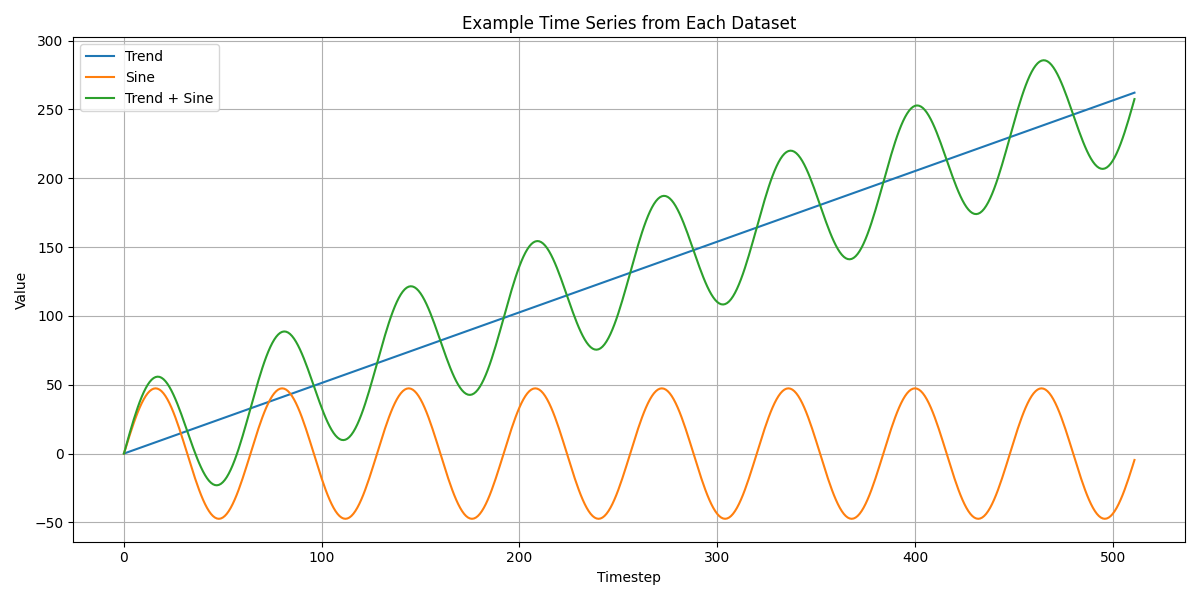 Example Time Series from Each Dataset
Trend
Sine
Trend + Sine
300
250
200
150
100
50
0
−50
Value
0 100 200 300 400 500
Timestep